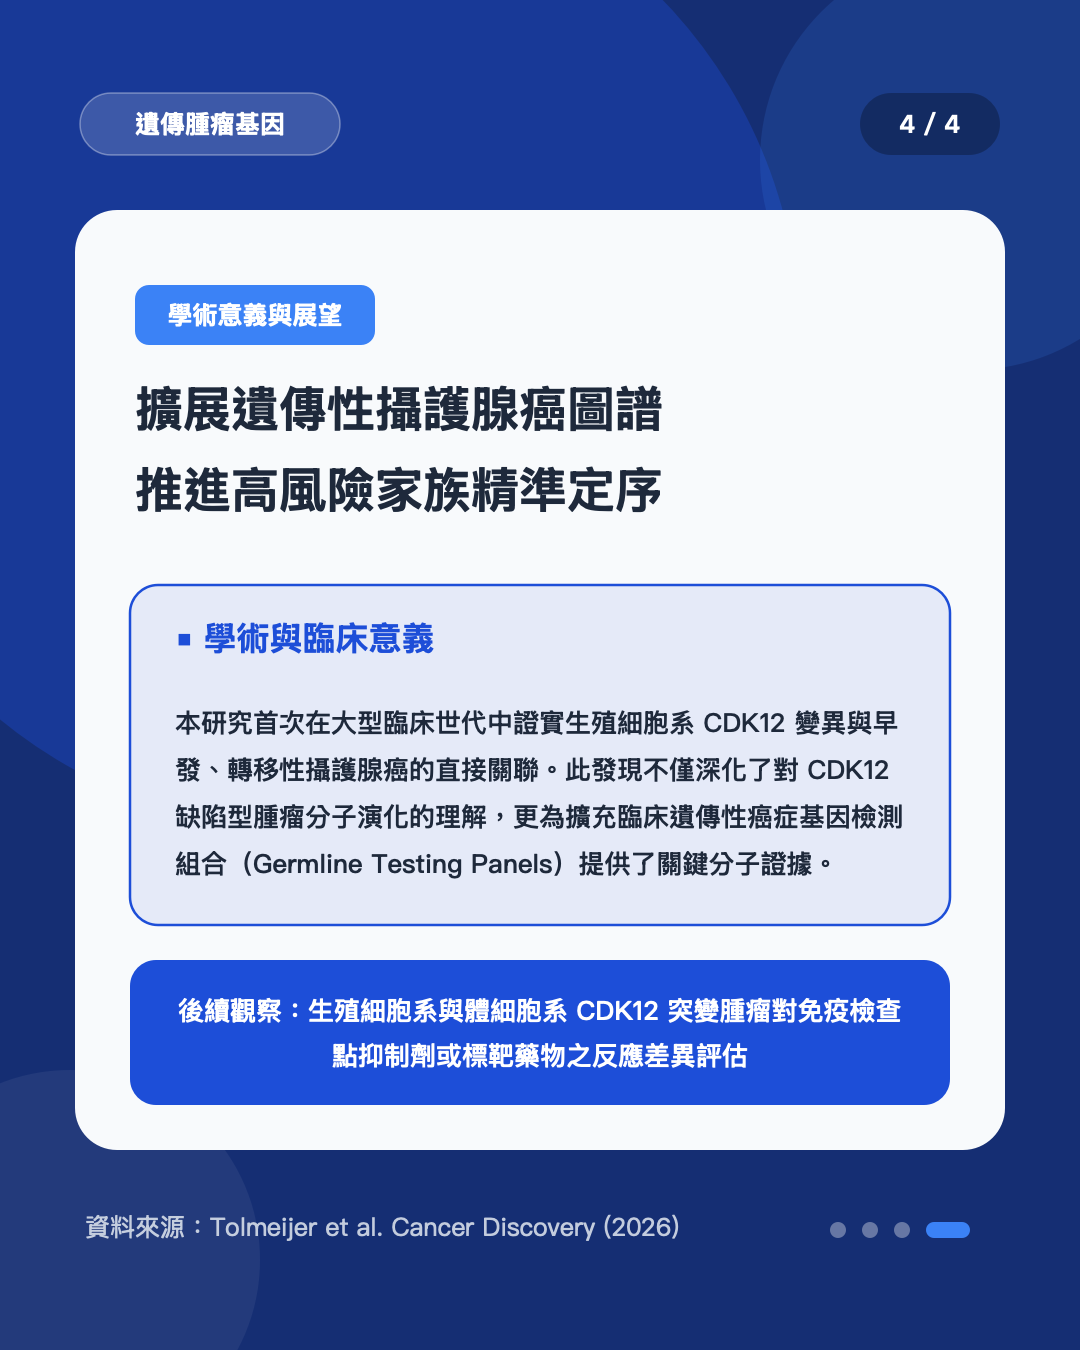 遺傳腫瘤基因
4 / 4
學術意義與展望
擴展遺傳性攝護腺癌圖譜
推進高風險家族精準定序
▪ 學術與臨床意義
本研究首次在大型臨床世代中證實生殖細胞系 CDK12 變異與早
發、轉移性攝護腺癌的直接關聯。此發現不僅深化了對 CDK12
缺陷型腫瘤分子演化的理解，更為擴充臨床遺傳性癌症基因檢測
組合（Germline Testing Panels）提供了關鍵分子證據。
後續觀察：生殖細胞系與體細胞系 CDK12 突變腫瘤對免疫檢查
點抑制劑或標靶藥物之反應差異評估
資料來源：Tolmeijer et al. Cancer Discovery (2026)